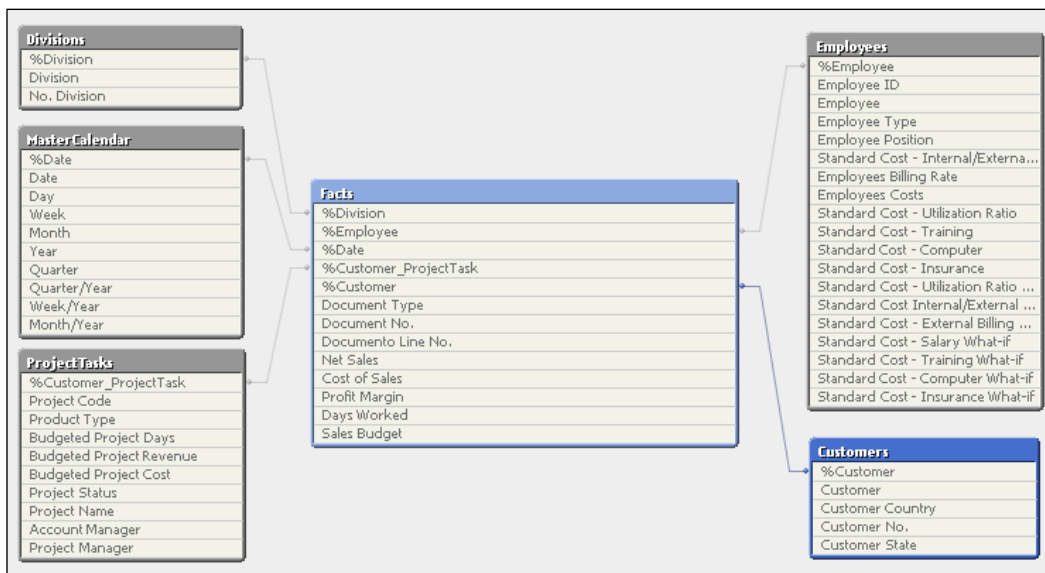 Divisions
%Division
Division
No. Division
MasterCalendar
%Date
Date
Day
Week
Month
Year
Quarter
Quarter/Year
Week/Year
Month/Year
ProjectTasks
%Customer_ProjectTask
Project Code
Product Type
Budgeted Project Days
Budgeted Project Revenue
Budgeted Project Cost
Project Status
Project Name
Account Manager
Project Manager
Facts
%Division
%Employee
%Date
%Customer_ProjectTask
%Customer
Document Type
Document No.
Documento Line No.
Net Sales
Cost of Sales
Profit Margin
Days Worked
Sales Budget
Employees
%Employee
Employee ID
Employee
Employee Type
Employee Position
Standard Cost - Internal/Externa...
Employees Billing Rate
Employees Costs
Standard Cost - Utilization Ratio
Standard Cost - Training
Standard Cost - Computer
Standard Cost - Insurance
Standard Cost - Utilization Ratio ...
Standard Cost Internal/External ...
Standard Cost - External Billing ...
Standard Cost - Salary What-if
Standard Cost - Training What-if
Standard Cost - Computer What-if
Standard Cost - Insurance What-if
Customers
%Customer
Customer
Customer Country
Customer No.
Customer State